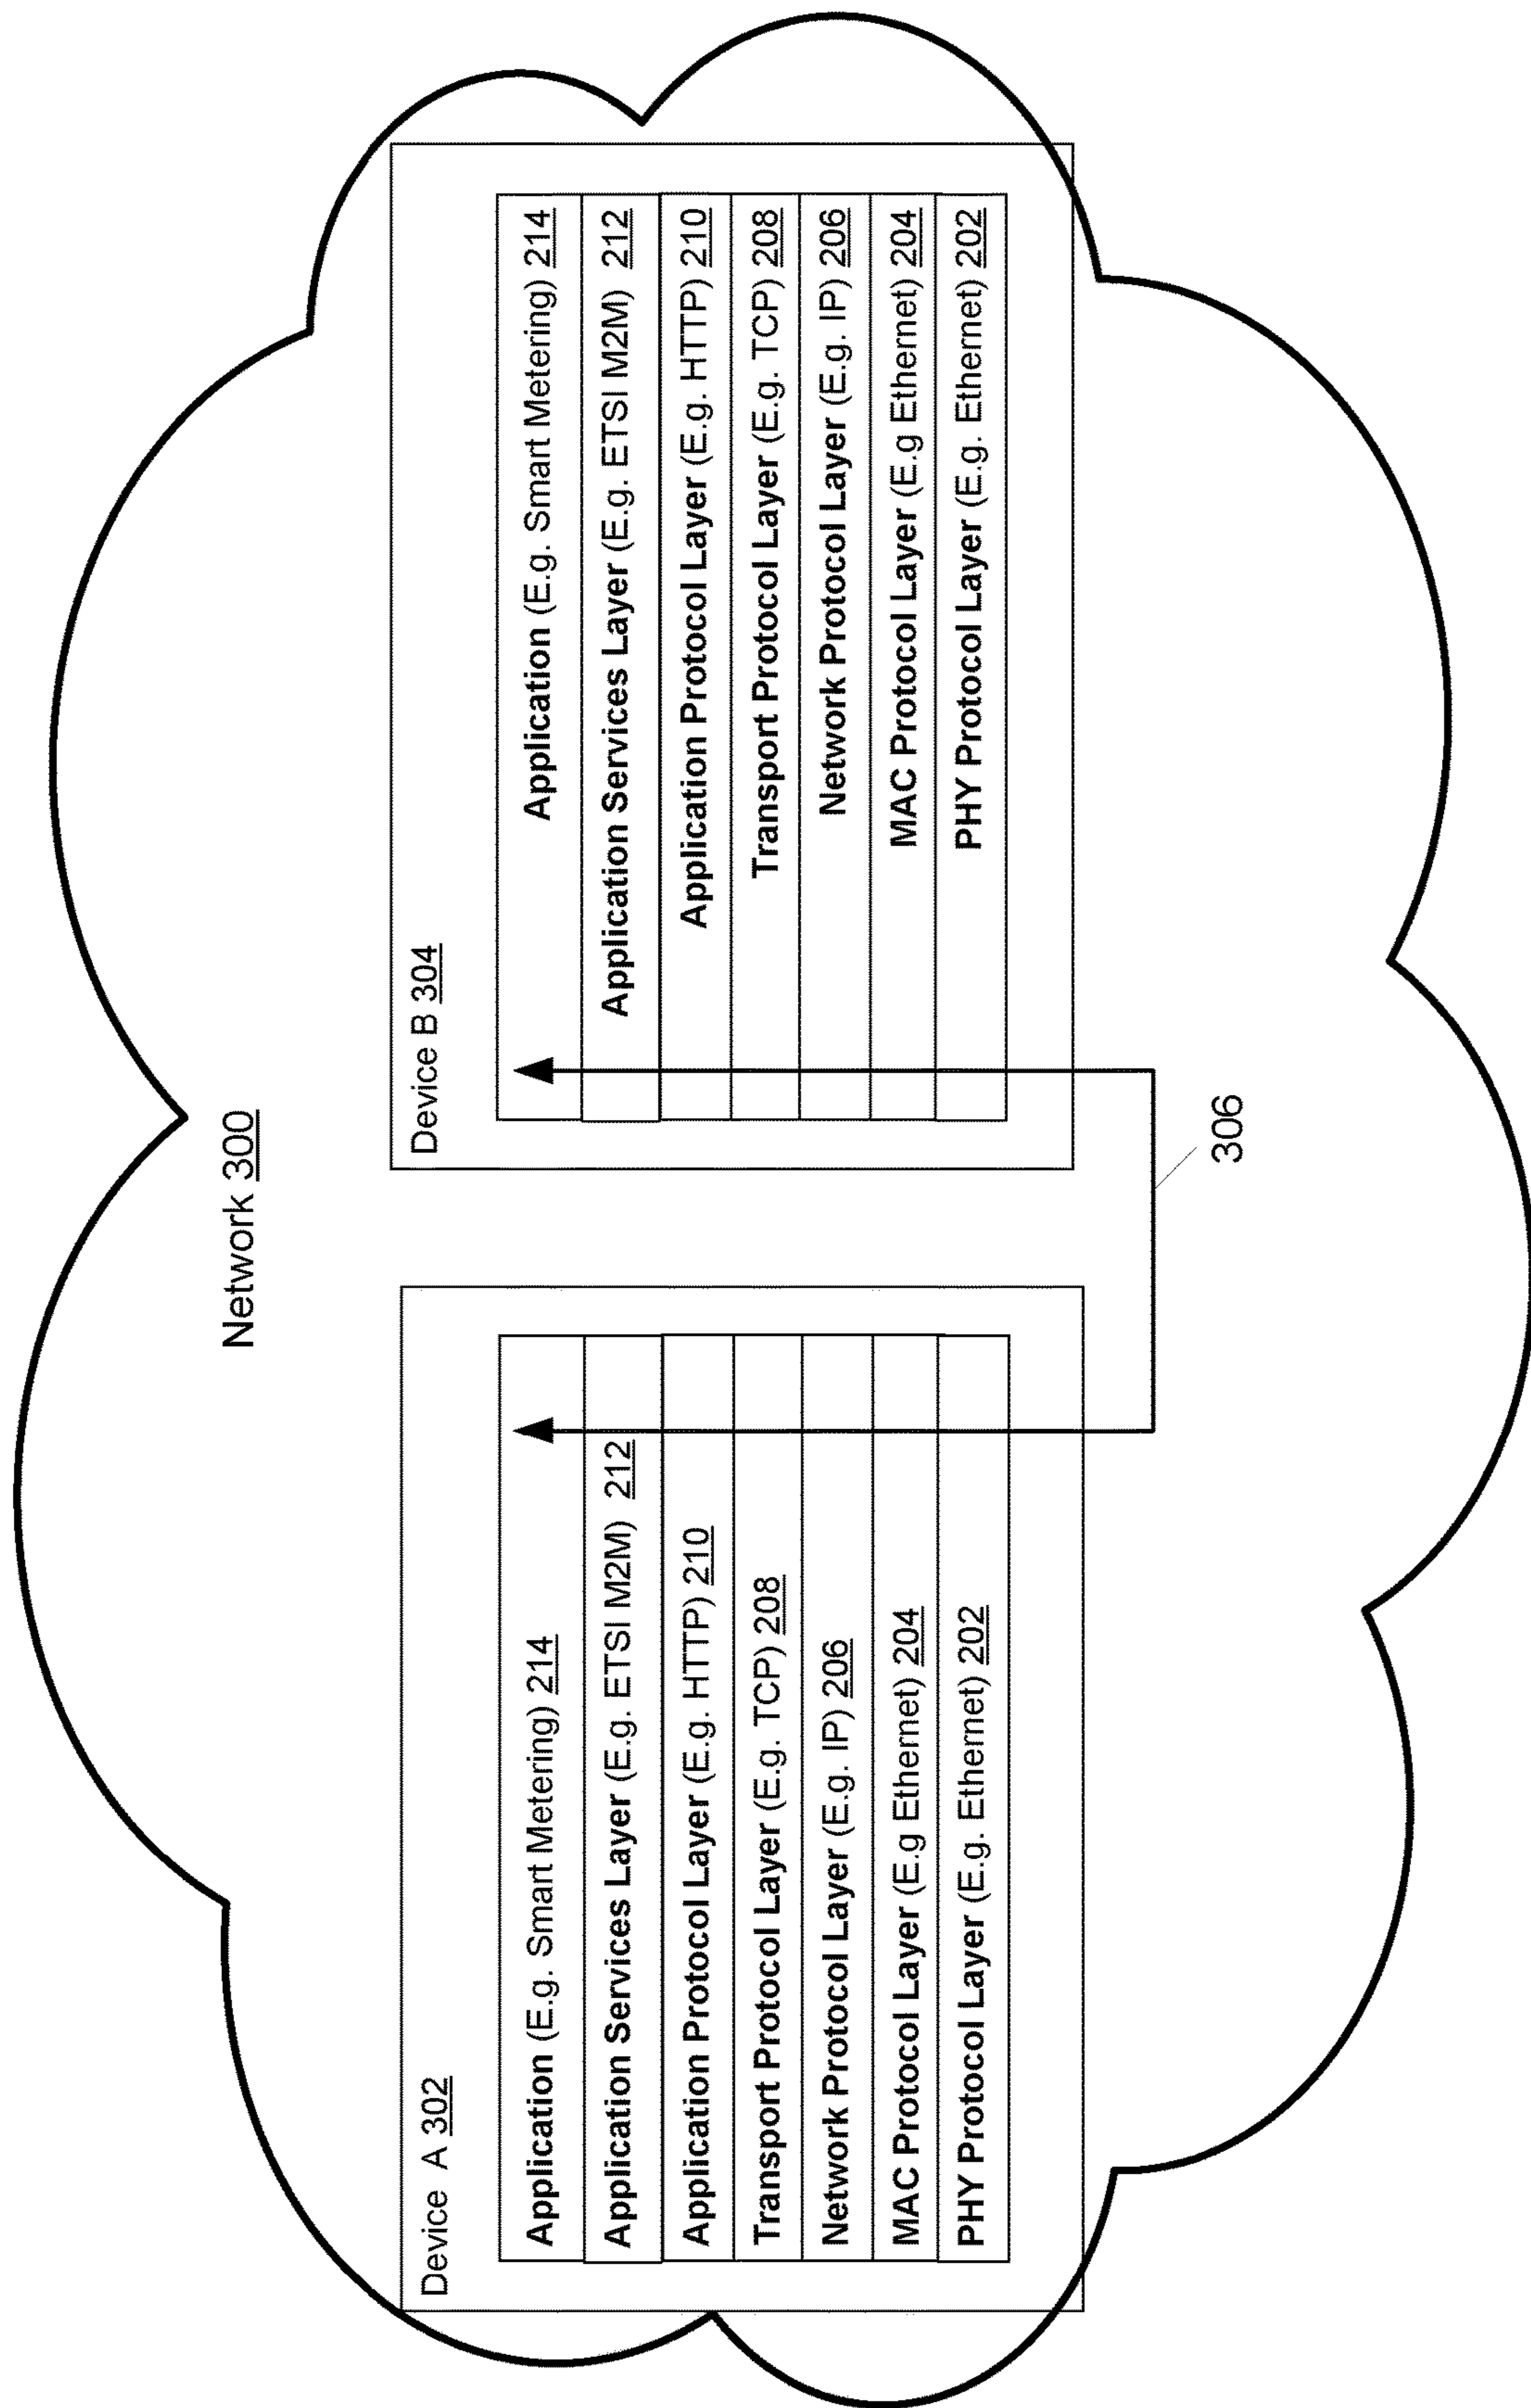 Network 300
Device A 302
Application (E.g. Smart Metering) 214
Application Services Layer (E.g. ETSI M2M) 212
Application Protocol Layer (E.g. HTTP) 210
Transport Protocol Layer (E.g. TCP) 208
Network Protocol Layer (E.g. IP) 206
MAC Protocol Layer (E.g Ethernet) 204
PHY Protocol Layer (E.g. Ethernet) 202
Device B 304
Application (E.g. Smart Metering) 214
Application Services Layer (E.g. ETSI M2M) 212
Application Protocol Layer (E.g. HTTP) 210
Transport Protocol Layer (E.g. TCP) 208
Network Protocol Layer (E.g. IP) 206
MAC Protocol Layer (E.g Ethernet) 204
PHY Protocol Layer (E.g. Ethernet) 202
306